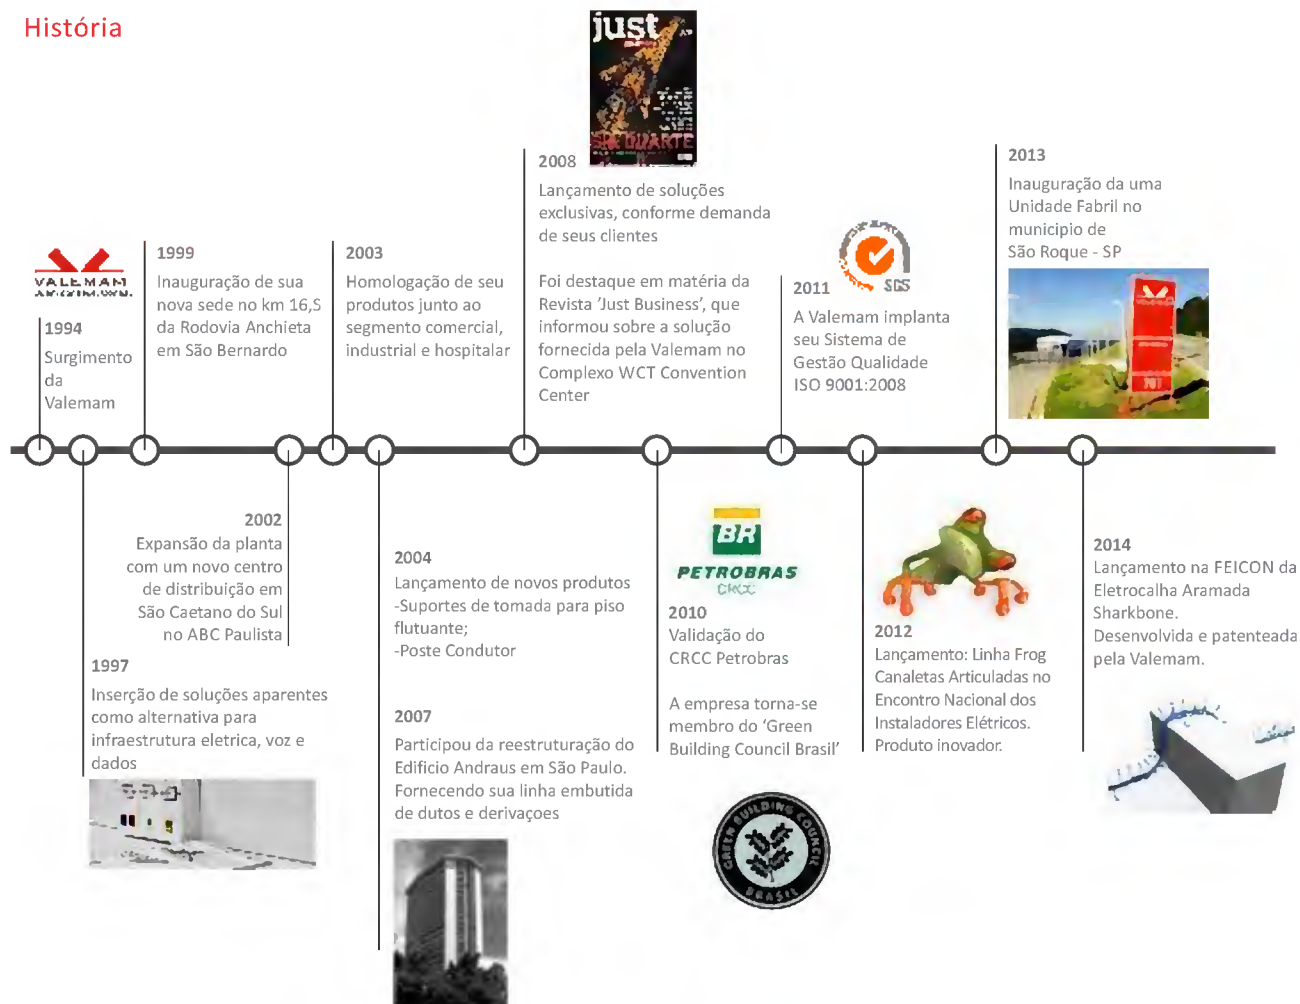 História
just
VALEMAM
1994
Surgimento
da
Valemam
1997
Inserção de soluções aparentes
como alternativa para
infraestrutura eletrica, voz e
dados
1999
Inauguração de sua
nova sede no km 16,S
da Rodovia Anchieta
em São Bernardo
2002
Expansão da planta
com um novo centro
de distribuição em
São Caetano do Sul
no ABC Paulista
2003
Homologação de seu
produtos junto ao
segmento comercial,
industrial e hospitalar
2004
Lançamento de novos produtos
-Suportes de tomada para piso
flutuante;
-Poste Condutor
2007
Participou da reestruturação do
Edificio Andraus em São Paulo.
Fornecendo sua linha embutida
de dutos e derivaçoes
2008
Lançamento de soluções
exclusivas, conforme demanda
de seus clientes
Foi destaque em matéria da
Revista ‘Just Business’, que
informou sobre a solução
fornecida pela Valemam no
Complexo WCT Convention
Center
BR
PETROBRAS
CRCC
2010
Validação do
CRCC Petrobras
A empresa torna-se
membro do ‘Green
Building Council Brasil’
GREEN BUILDING COUNCIL
BRASIL
SGS
2011
A Valemam implanta
seu Sistema de
Gestão Qualidade
ISO 9001:2008
2012
Lançamento: Linha Frog
Canaletas Articuladas no
Encontro Nacional dos
Instaladores Elétricos.
Produto inovador.
2013
Inauguração da uma
Unidade Fabril no
municipio de
São Roque - SP
2014
Lançamento na FEICON da
Eletrocalha Aramada
Sharkbone.
Desenvolvida e patenteada
pela Valemam.